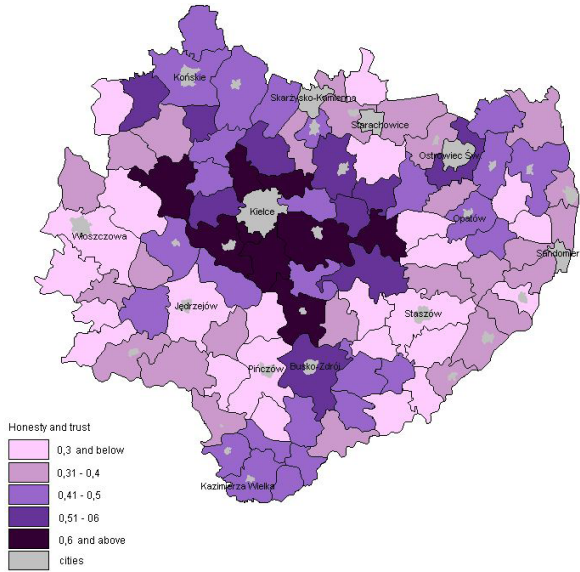 Końskie
Skarżysko-Kamienna
Starachowice
Ostrowiec Św.
Kielce
Opatów
Włoszczowa
Sandomier
Jędrzejów
Staszów
Pińczów
Busko-Zdrój
Kazimierza Wielka
Honesty and trust
0,3 and below
0,31 - 0,4
0,41 - 0,5
0,51 - 06
0,6 and above
cities